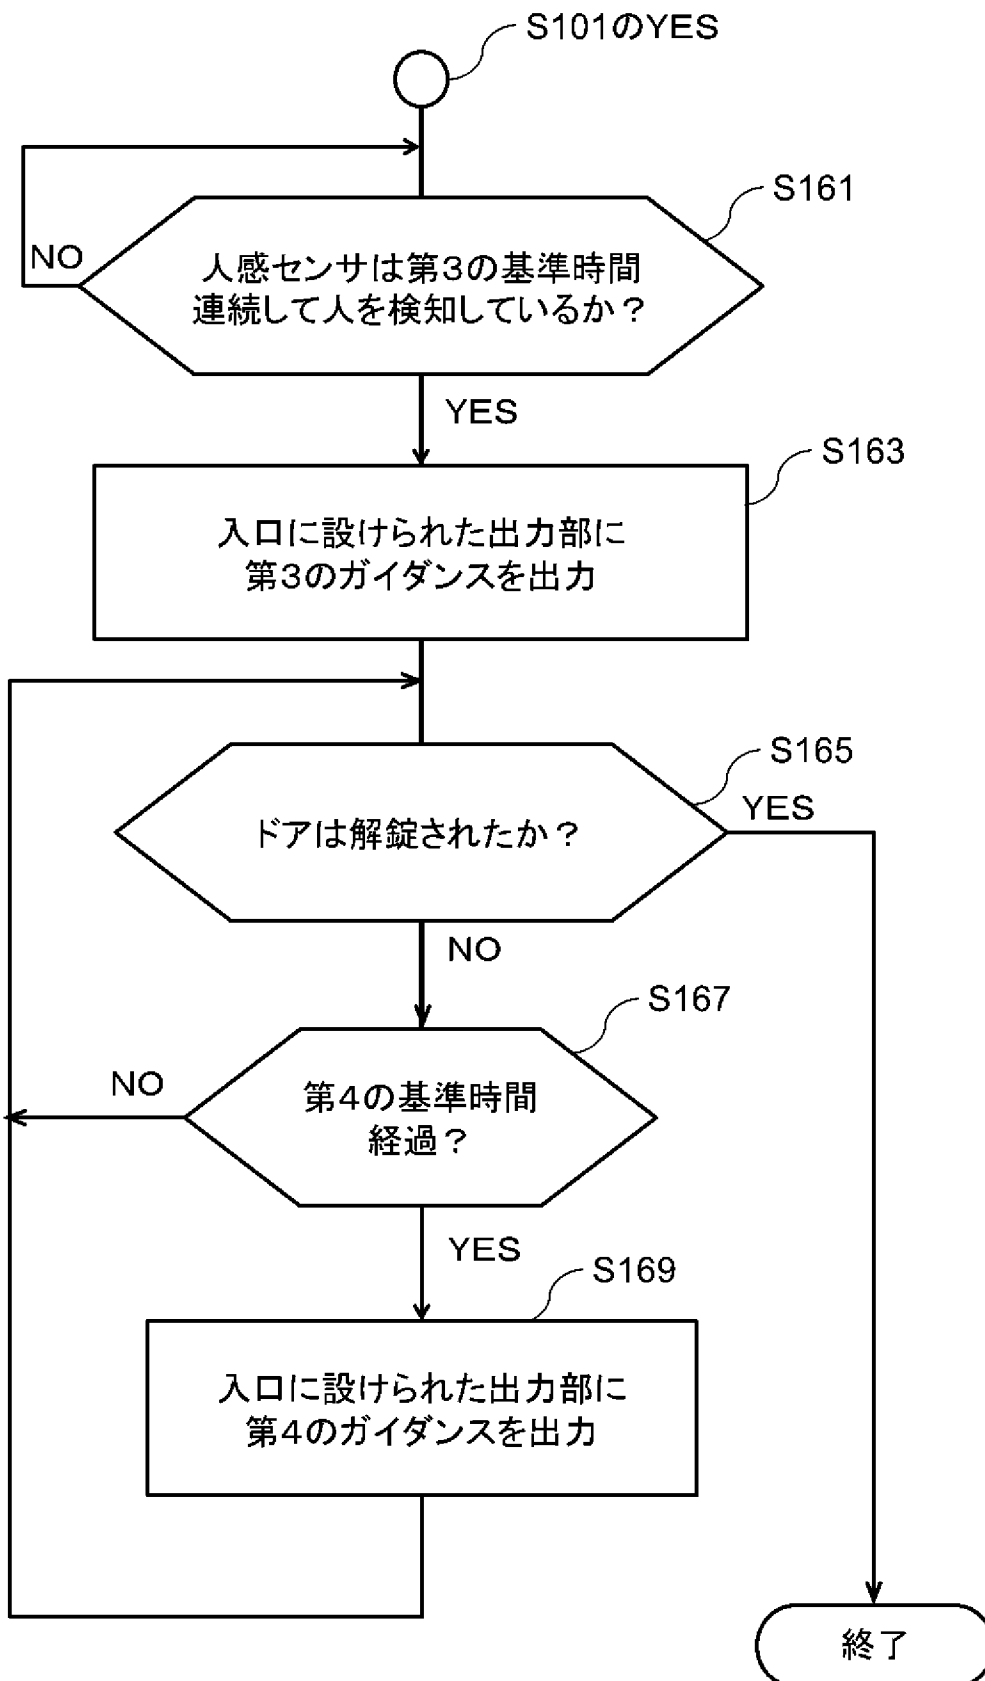 S101のYES
S161
NO
人感センサは第3の基準時間
連続して人を検知しているか？
YES
S163
入口に設けられた出力部に
第3のガイダンスを出力
S165
YES
ドアは解錠されたか？
NO
S167
NO
第4の基準時間
経過？
YES
S169
入口に設けられた出力部に
第4のガイダンスを出力
終了